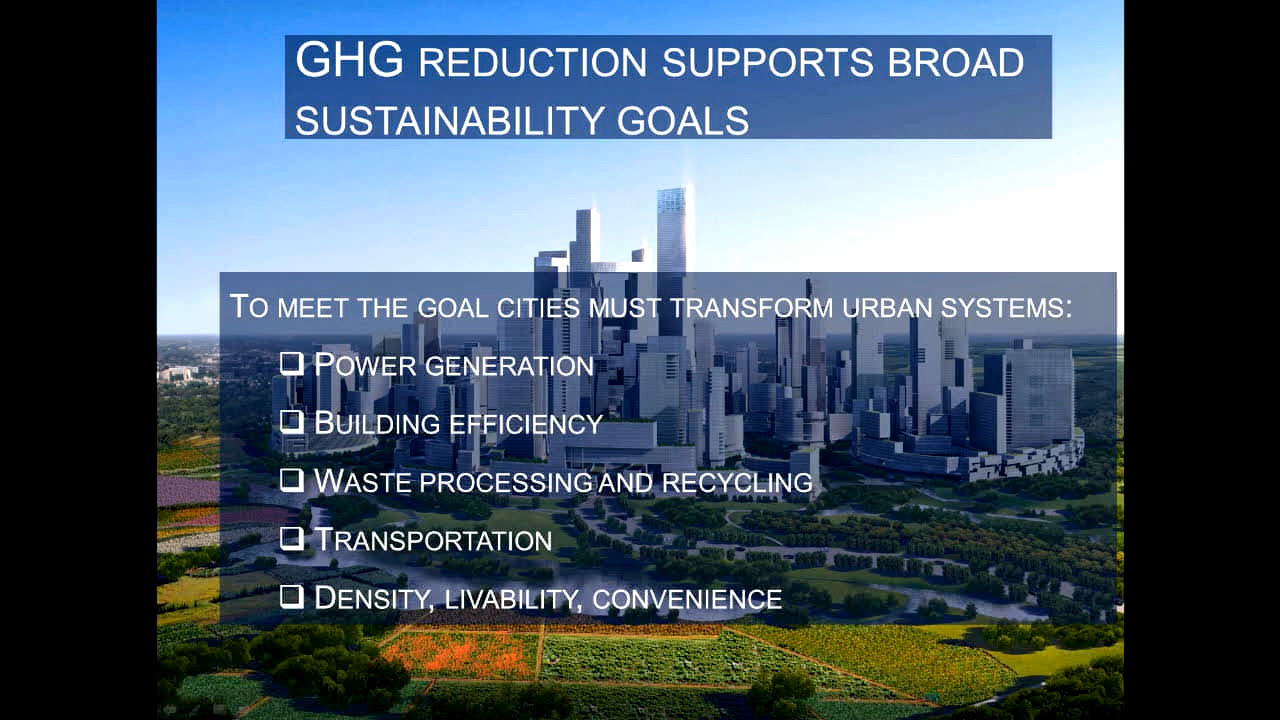 GHG REDUCTION SUPPORTS BROAD
SUSTAINABILITY GOALS
TO MEET THE GOAL CITIES MUST TRANSFORM URBAN SYSTEMS:
❑ POWER GENERATION
❑ BUILDING EFFICIENCY
❑ WASTE PROCESSING AND RECYCLING
❑ TRANSPORTATION
❑ DENSITY, LIVABILITY, CONVENIENCE